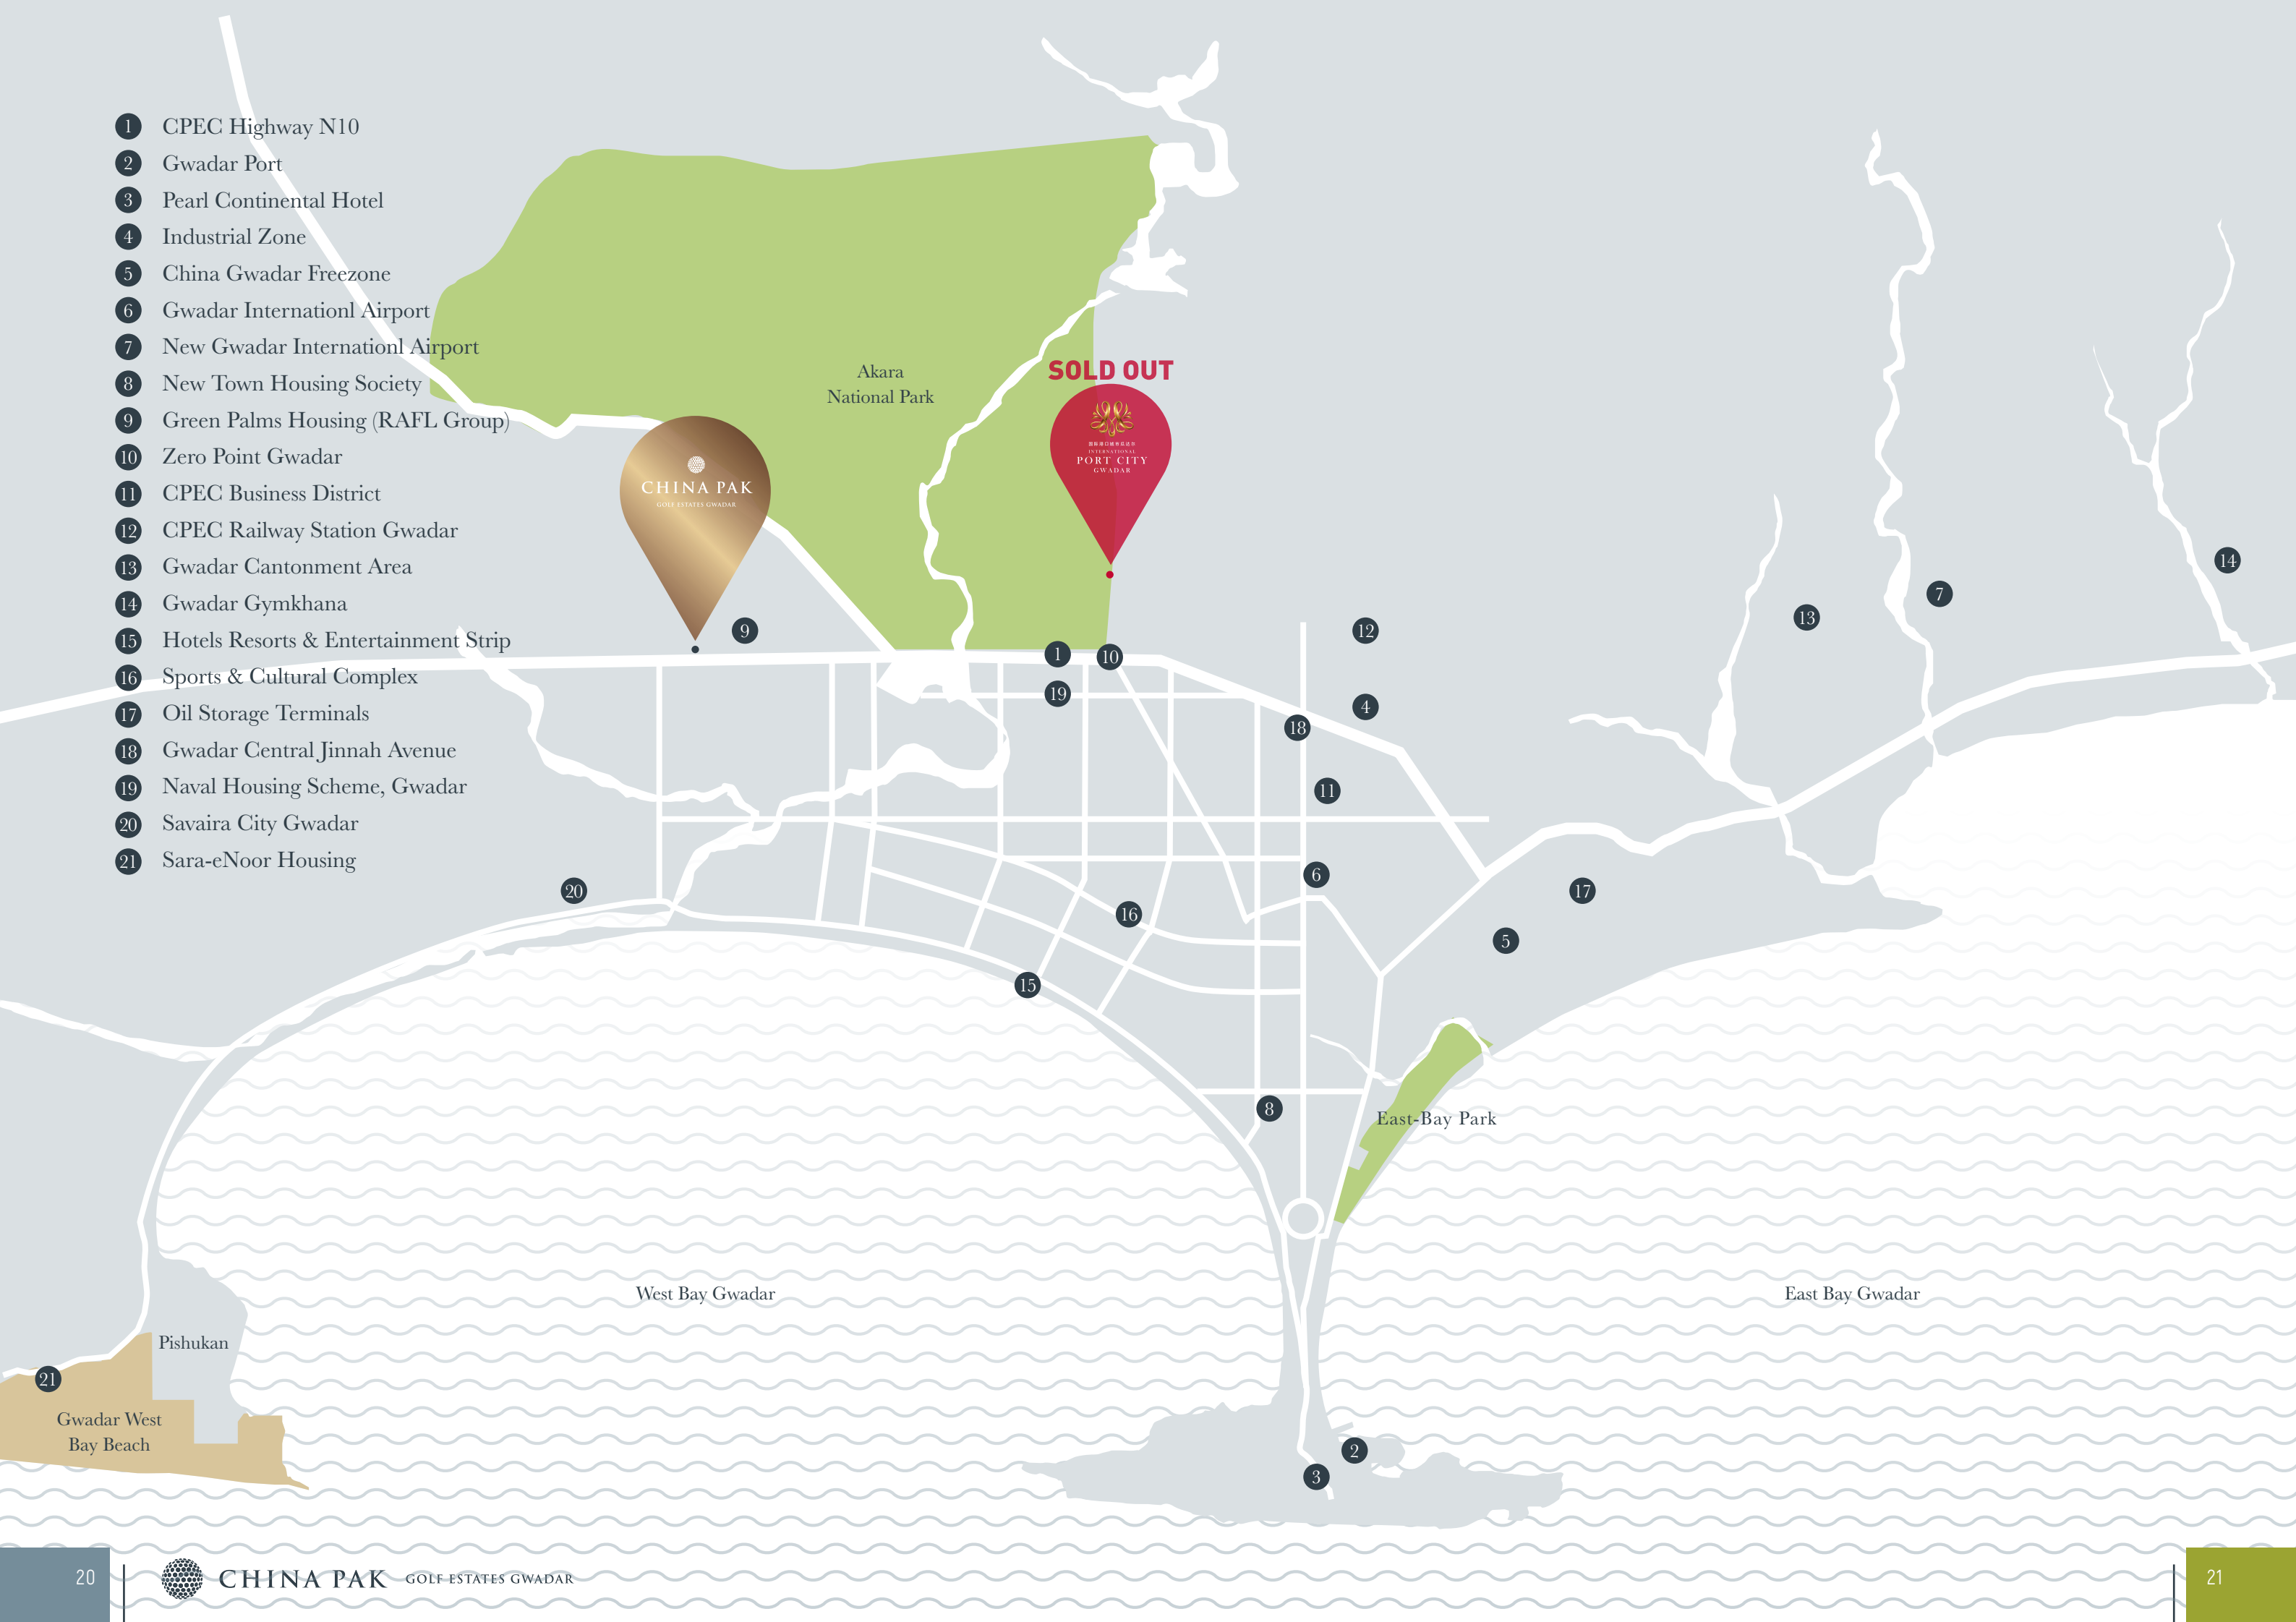 1 CPEC Highway N10
2 Gwadar Port
3 Pearl Continental Hotel
4 Industrial Zone
5 China Gwadar Freezone
6 Gwadar Internationl Airport
7 New Gwadar Internationl Airport
8 New Town Housing Society
9 Green Palms Housing (RAFL Group)
10 Zero Point Gwadar
11 CPEC Business District
12 CPEC Railway Station Gwadar
13 Gwadar Cantonment Area
14 Gwadar Gymkhana
15 Hotels Resorts & Entertainment Strip
16 Sports & Cultural Complex
17 Oil Storage Terminals
18 Gwadar Central Jinnah Avenue
19 Naval Housing Scheme, Gwadar
20 Savaira City Gwadar
21 Sara-eNoor Housing
Akara
National Park
SOLD OUT
INTERNATIONAL
PORT CITY
GWADAR
CHINA PAK
GOLF ESTATES GWADAR
14
7
13
9
12
1
10
19
4
18
11
6
20
17
16
5
15
8
East-Bay Park
West Bay Gwadar
East Bay Gwadar
Pishukan
21
Gwadar West
Bay Beach
2
3
20
CHINA PAK GOLF ESTATES GWADAR
21